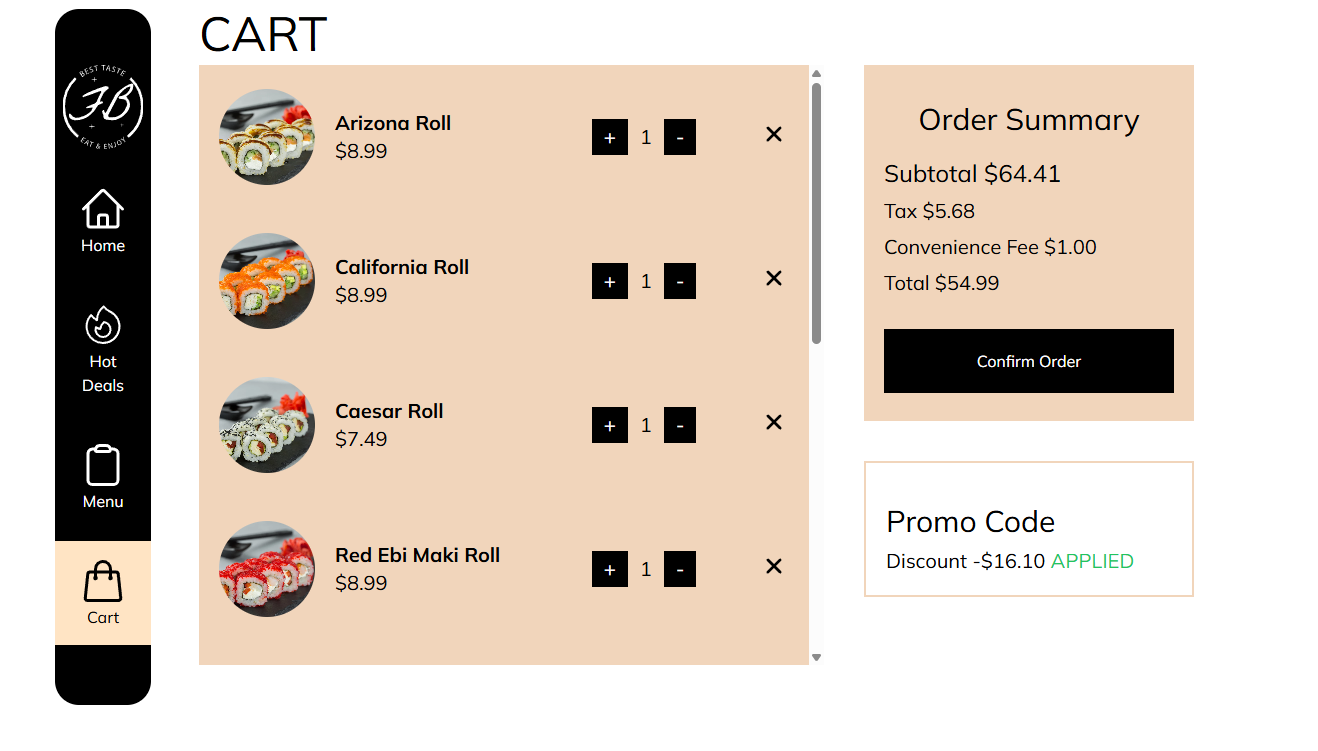 BEST TASTE
FB
EAT & ENJOY
Home
Hot
Deals
Menu
Cart
CART
Arizona Roll
$8.99
+ 1 -
California Roll
$8.99
+ 1 -
Caesar Roll
$7.49
+ 1 -
Red Ebi Maki Roll
$8.99
+ 1 -
Order Summary
Subtotal $64.41
Tax $5.68
Convenience Fee $1.00
Total $54.99
Confirm Order
Promo Code
Discount -$16.10 APPLIED